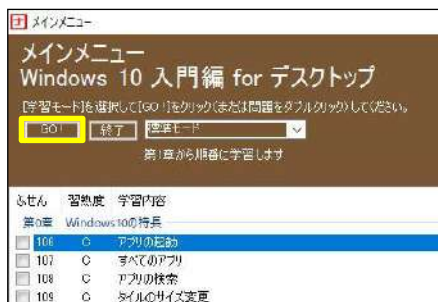 メインメニュー
メインメニュー
Windows 10 入門編 for デスクトップ
[学習モード]を選択して[GO!]をクリック(または問題をダブルクリック)してください。
GO! 終了 標準モード
第1章から順番に学習します
ふせん 習熟度 学習内容
第0章 Windows10の特長
106 C アプリの起動
107 C すべてのアプリ
108 C アプリの検索
109 C タイルのサイズ変更